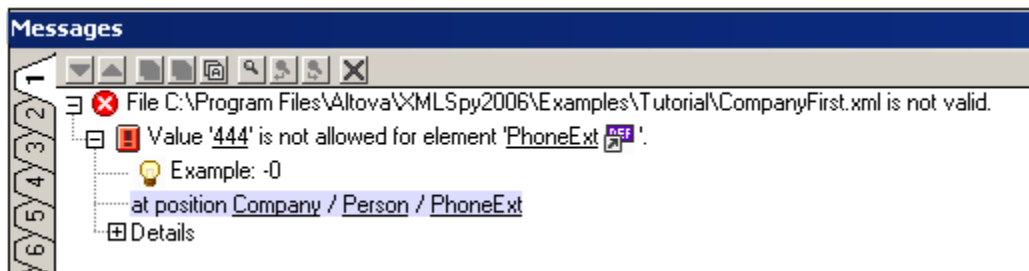 Messages
File C:\Program Files\Altova\XMLSpy2006\Examples\Tutorial\CompanyFirst.xml is not valid.
Value '444' is not allowed for element 'PhoneExt DEF '.
Example: -0
at position Company / Person / PhoneExt
Details
1
2
3
4
5
6